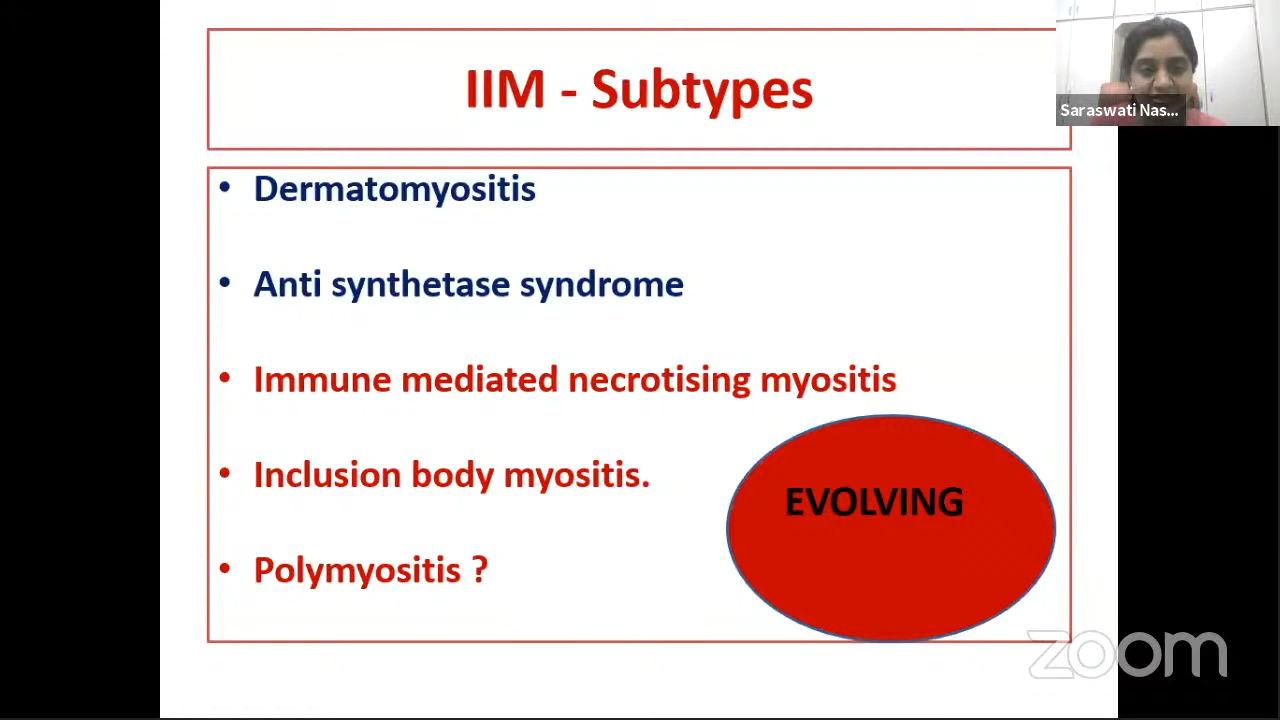 IIM - Subtypes
Saraswati Nas...
• Dermatomyositis
• Anti synthetase syndrome
• Immune mediated necrotising myositis
• Inclusion body myositis.
EVOLVING
• Polymyositis ?
zoom